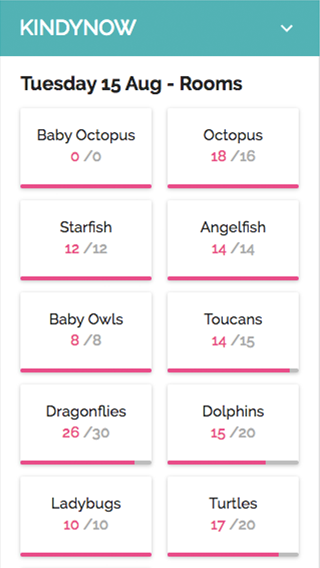 KINDYNOW
Tuesday 15 Aug - Rooms
Baby Octopus
0 /0
Octopus
18 /16
Starfish
12 /12
Angelfish
14 /14
Baby Owls
8 /8
Toucans
14 /15
Dragonflies
26 /30
Dolphins
15 /20
Ladybugs
10 /10
Turtles
17 /20